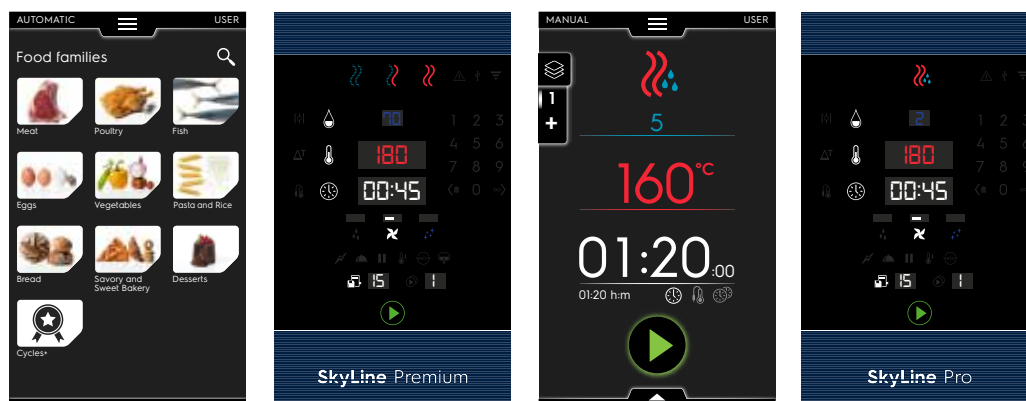 AUTOMATIC
USER
Food families
Meat
Poultry
Fish
Eggs
Vegetables
Pasta and Rice
Bread
Savory and
Sweet Bakery
Desserts
Cycles+
70
1 2 3
180
4 5 6
7 8 9
ΔT
00:45
0
15
1
SkyLine Premium
MANUAL
USER
1
+
5
160°C
01:20:00
01:20 h:m
2
1 2
180
4 5
7 8
ΔT
00:45
0
15
1
SkyLine Pro